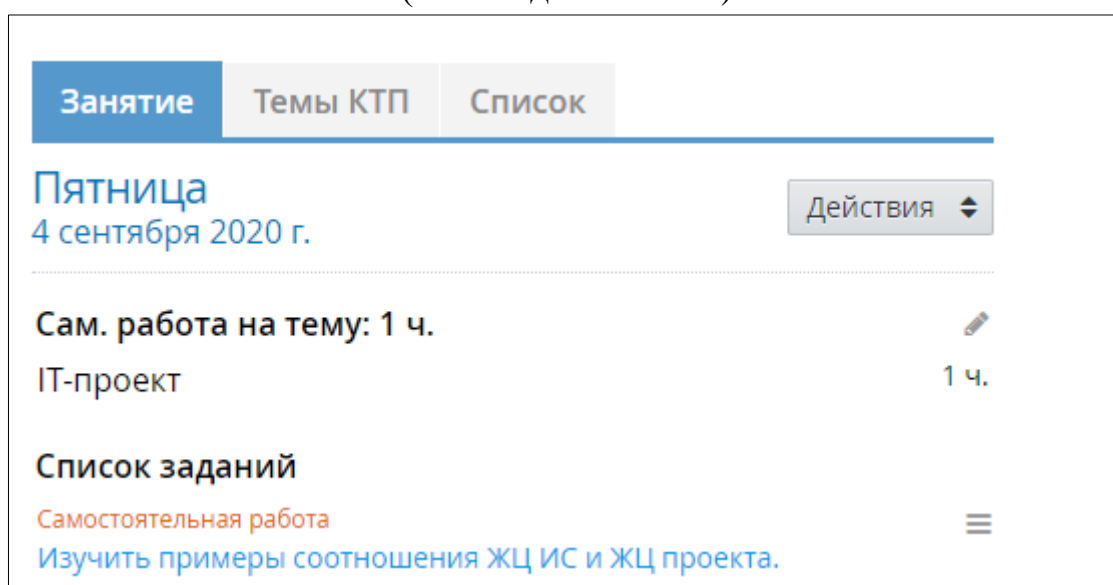 Занятие Темы КТП Список
Пятница
4 сентября 2020 г. Действия
Сам. работа на тему: 1 ч.
IT-проект 1 ч.
Список заданий
Самостоятельная работа
Изучить примеры соотношения ЖЦ ИС и ЖЦ проекта.